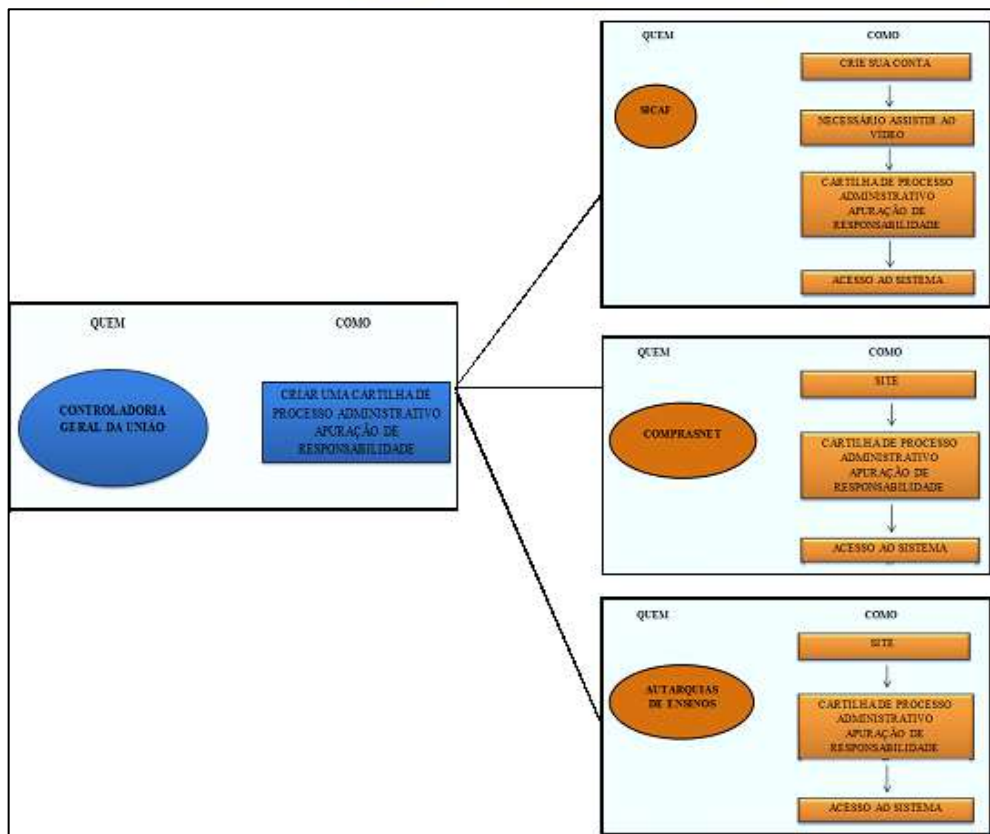 QUEM COMO
CONTROLADORIA
GERAL DA UNIAO
CRIAR UMA CARTILHA DE
PROCESSO ADMINISTRATIVO
APURAÇÃO DE
RESPONSABILIDADE
QUEM COMO
SICAF
CRIE SUA CONTA
NECESSÁRIO ASSISTIR AO
VIDEO
CARTILHA DE PROCESSO
ADMINISTRATIVO
APURAÇÃO DE
RESPONSABILIDADE
ACESSO AO SISTEMA
QUEM COMO
COMPRASNET
SITE
CARTILHA DE PROCESSO
ADMINISTRATIVO
APURAÇÃO DE
RESPONSABILIDADE
ACESSO AO SISTEMA
QUEM COMO
AUTARQUIAS
DE ENSINOS
SITE
CARTILHA DE PROCESSO
ADMINISTRATIVO
APURAÇÃO DE
RESPONSABILIDADE
ACESSO AO SISTEMA